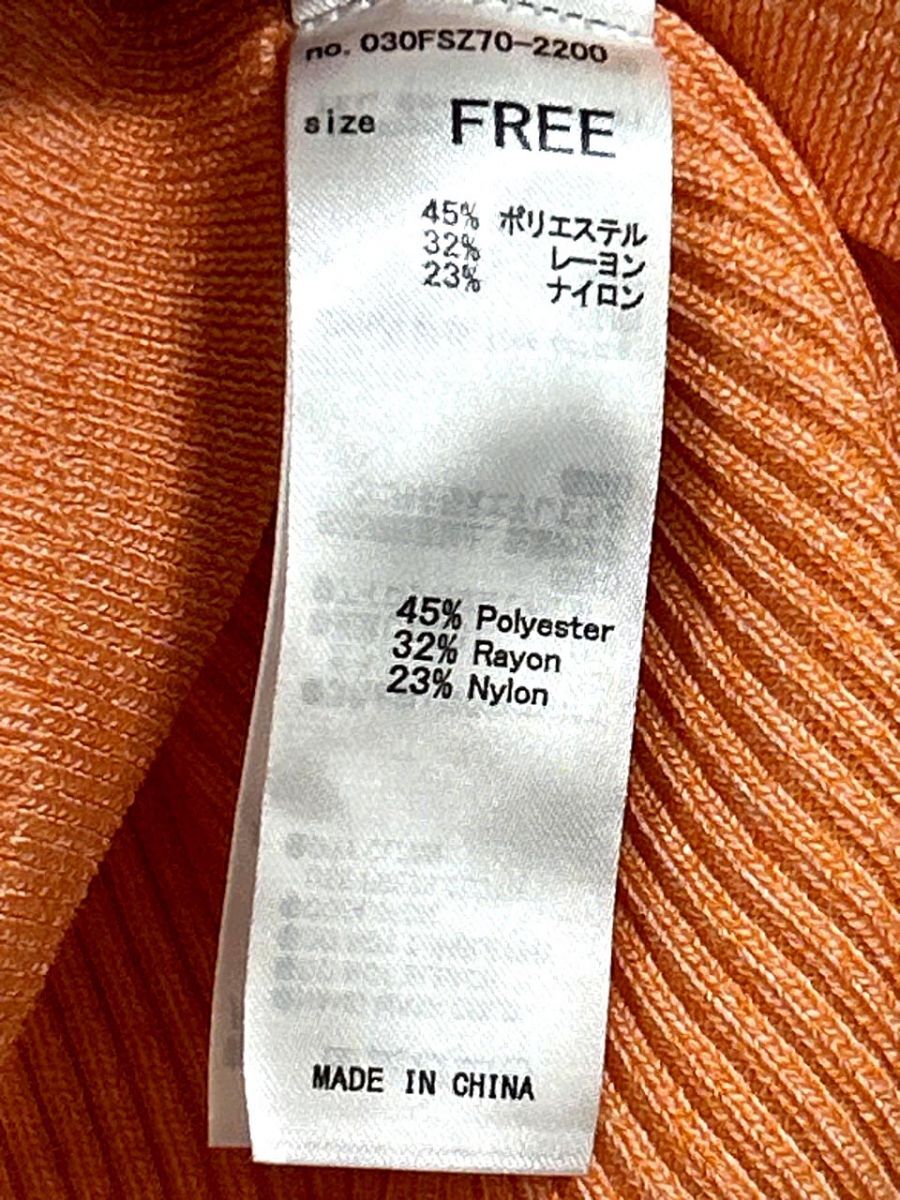 no. 030FSZ70-2200
size FREE
45% ポリエステル
32% レーヨン
23% ナイロン
45% Polyester
32% Rayon
23% Nylon
MADE IN CHINA